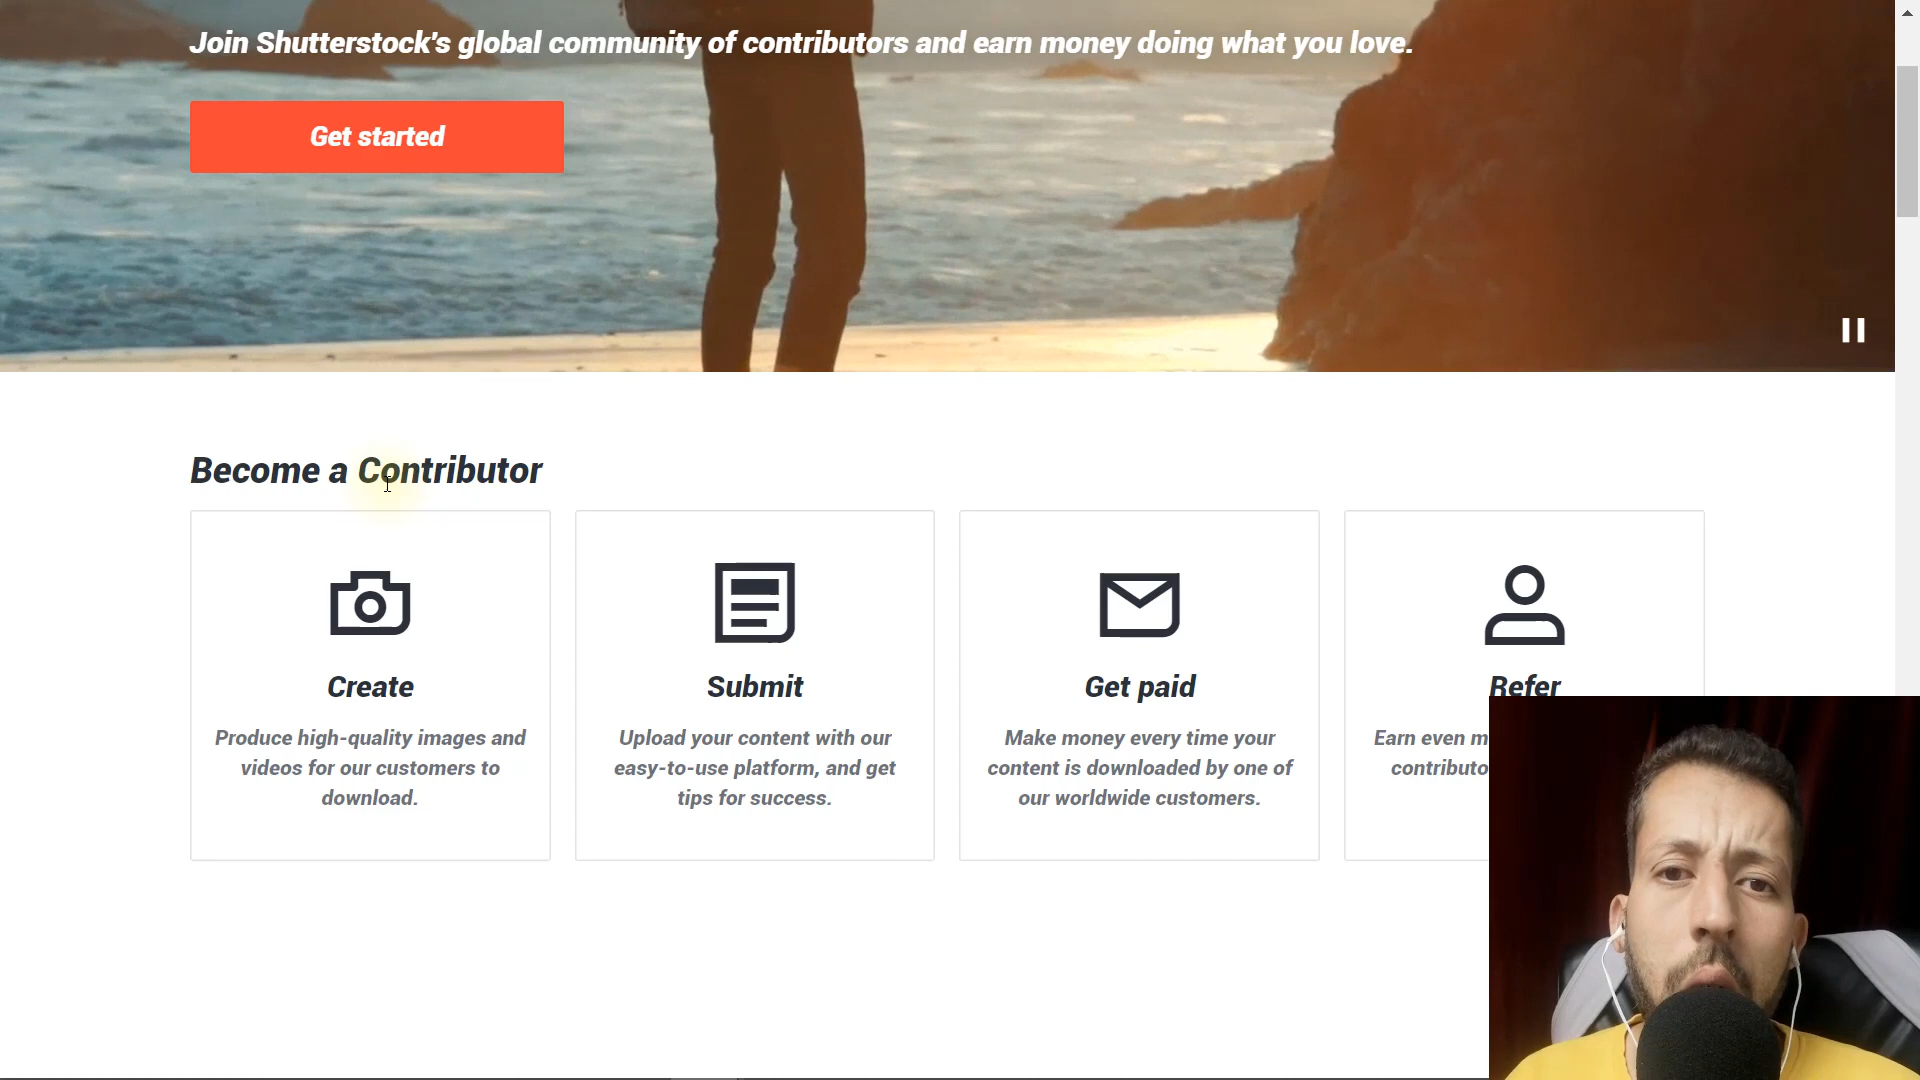 Join Shutterstock's global community of contributors and earn money doing what you love.
Get started
Become a Contributor
Create
Produce high-quality images and
videos for our customers to
download.
Submit
Upload your content with our
easy-to-use platform, and get
tips for success.
Get paid
Make money every time your
content is downloaded by one of
our worldwide customers.
Refer
Earn even